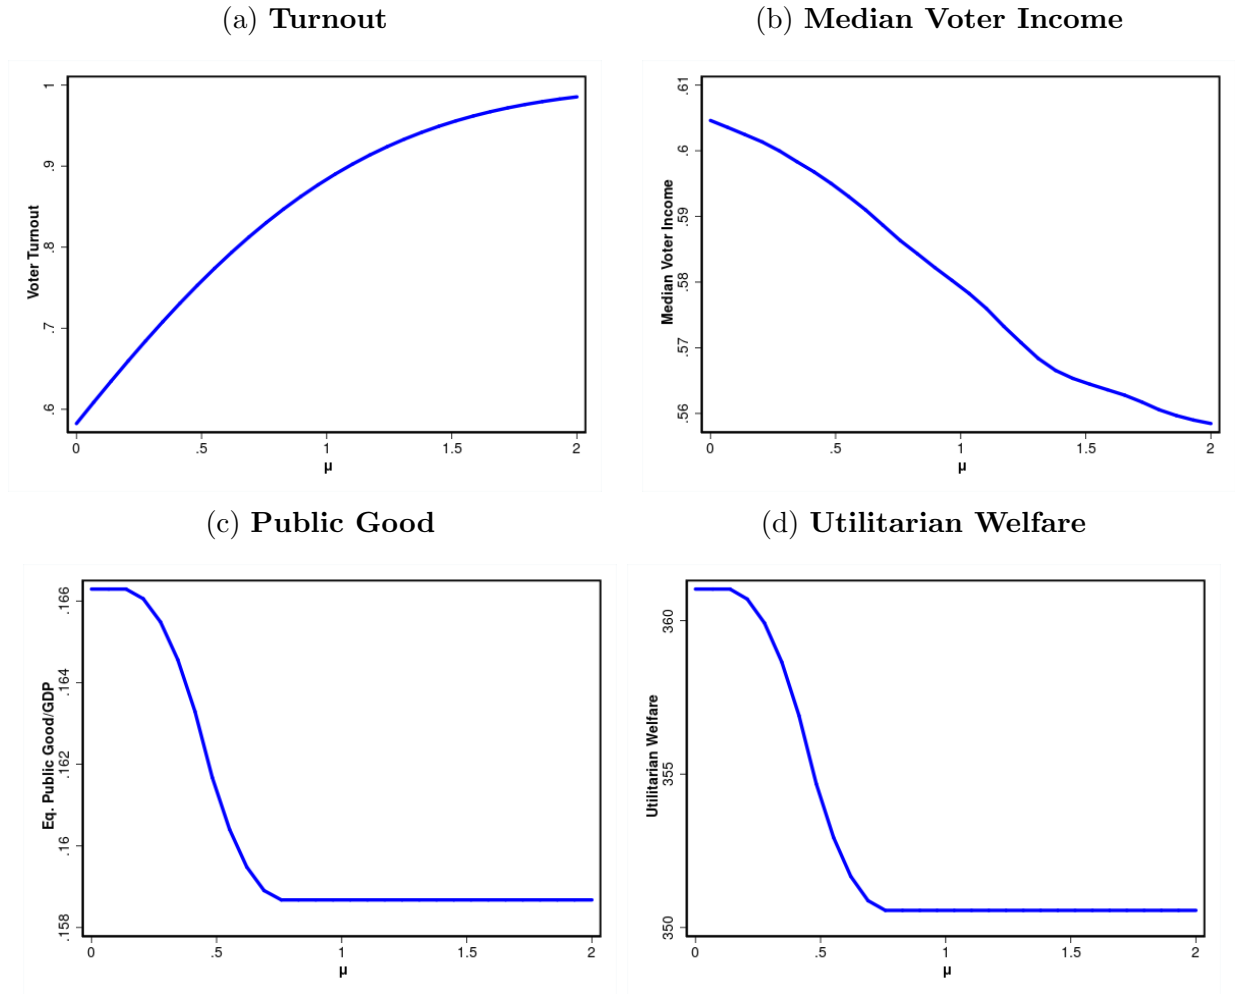 (a) Turnout
(b) Median Voter Income
Voter Turnout
1
.9
.8
.7
.6
0 .5 1 1.5 2
μ
Median Voter Income
.61
.6
.59
.58
.57
.56
0 .5 1 1.5 2
μ
(c) Public Good
(d) Utilitarian Welfare
Eq. Public Good/GDP
.166
.164
.162
.16
.158
0 .5 1 1.5 2
μ
Utilitarian Welfare
360
355
350
0 .5 1 1.5 2
μ